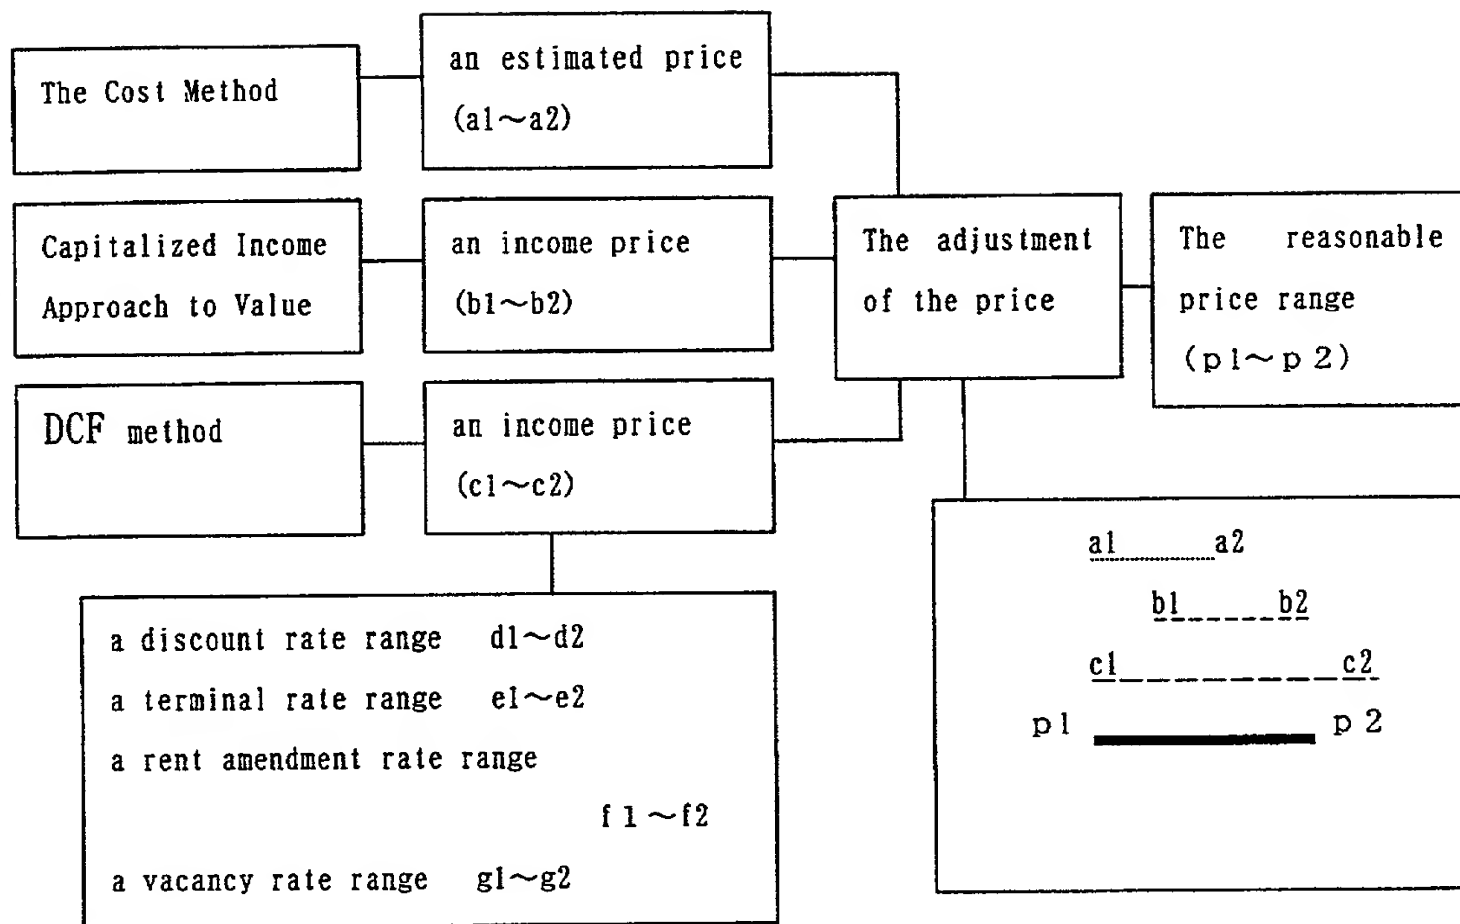 The Cost Method
an estimated price
(a1～a2)
Capitalized Income
Approach to Value
an income price
(b1～b2)
The adjustment
of the price
The reasonable
price range
(p1～p2)
DCF method
an income price
(c1～c2)
a discount rate range d1～d2
a terminal rate range e1～e2
a rent amendment rate range
f1～f2
a vacancy rate range g1～g2
a1 a2
b1 b2
c1 c2
p1 p2